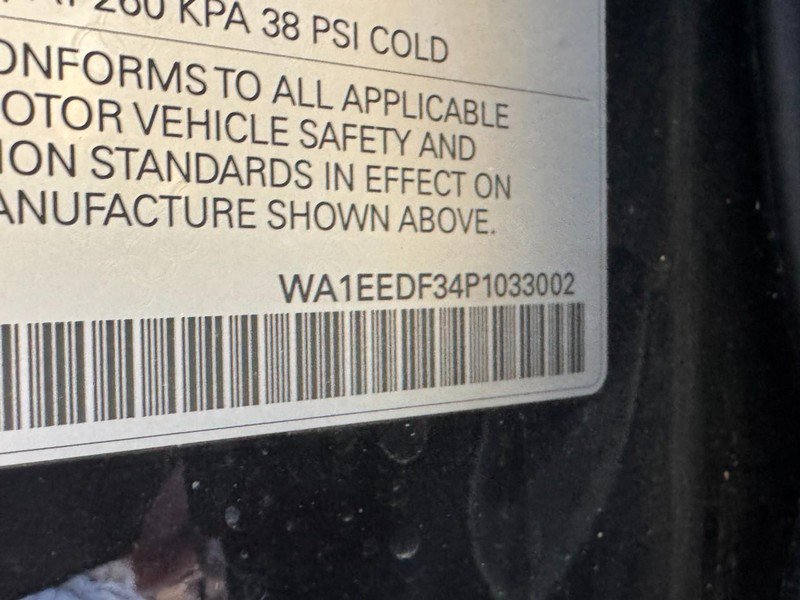 260 KPA 38 PSI COLD
ONFORMS TO ALL APPLICABLE
OTOR VEHICLE SAFETY AND
ION STANDARDS IN EFFECT ON
ANUFACTURE SHOWN ABOVE.
WA1EEDF34P1033002